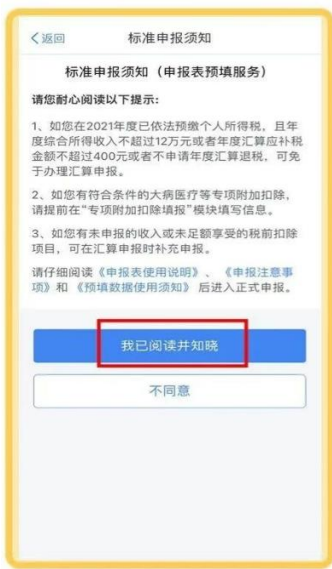 返回
标准申报须知
标准申报须知（申报表预填服务）
请您耐心阅读以下提示：
1、如您在2021年度已依法预缴个人所得税，且年
度综合所得收入不超过12万元或者年度汇算应补税
金额不超过400元或者不申请年度汇算退税，可免
于办理汇算申报。
2、如您有符合条件的大病医疗等专项附加扣除，
请提前在“专项附加扣除填报”模块填写信息。
3、如您有未申报的收入或未足额享受的税前扣除
项目，可在汇算申报时补充申报。
请仔细阅读《申报表使用说明》、《申报注意事
项》和《预填数据使用须知》后进入正式申报。
我已阅读并知晓
不同意